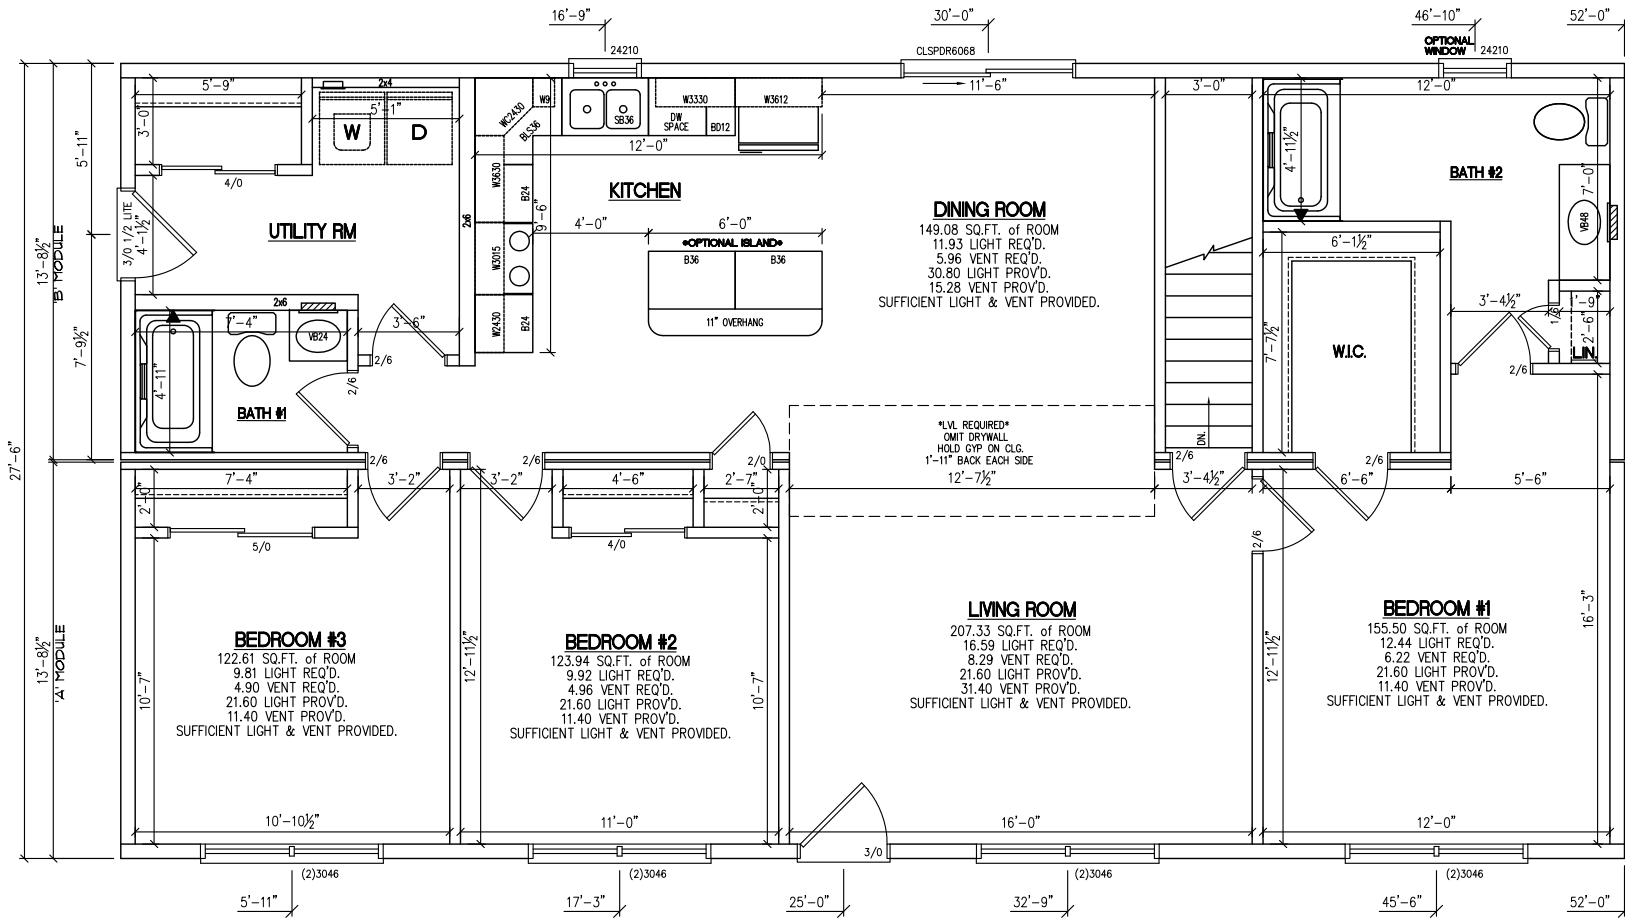 16'-9"
30'-0"
46'-10"
52'-0"
24210
CLSPDR6068
OPTIONAL
WINDOW
24210
5'-9"
2x4
5'-1"
W
D
3'-0"
4/0
5'-11"
13'-8½"
'B' MODULE
7'-9½"
27'-6"
3/0 1/2 LITE
4'-1½"
UTILITY RM
2x6
2x6
7'-4"
VB24
3'-6"
2/6
2/6
4'-11"
BATH #1
WC2430
W9
BLS36
SB36
W3330
DW
SPACE
BD12
W3612
12'-0"
W3630
B24
9'-6"
W3015
W2430
B24
KITCHEN
4'-0"
6'-0"
*OPTIONAL ISLAND*
B36
B36
11" OVERHANG
11'-6"
DINING ROOM
149.08 SQ.FT. of ROOM
11.93 LIGHT REQ'D.
5.96 VENT REQ'D.
30.80 LIGHT PROV'D.
15.28 VENT PROV'D.
SUFFICIENT LIGHT & VENT PROVIDED.
3'-0"
DN.
12'-0"
4'-11½"
BATH #2
7'-0"
VB48
6'-1½"
7'-7½"
W.I.C.
3'-4½"
1'-9"
1/6
2'-6"
LIN.
2/6
*LVL REQUIRED*
OMIT DRYWALL
HOLD GYP ON CLG.
1'-11" BACK EACH SIDE
2/6
2/6
2/0
2/6
2/6
7'-4"
3'-2"
3'-2"
4'-6"
2'-7"
12'-7½"
3'-4½"
6'-6"
5'-6"
2'-0"
2'-0"
5/0
4/0
2/6
13'-8½"
'A' MODULE
10'-7"
BEDROOM #3
122.61 SQ.FT. of ROOM
9.81 LIGHT REQ'D.
4.90 VENT REQ'D.
21.60 LIGHT PROV'D.
11.40 VENT PROV'D.
SUFFICIENT LIGHT & VENT PROVIDED.
12'-11½"
BEDROOM #2
123.94 SQ.FT. of ROOM
9.92 LIGHT REQ'D.
4.96 VENT REQ'D.
21.60 LIGHT PROV'D.
11.40 VENT PROV'D.
SUFFICIENT LIGHT & VENT PROVIDED.
10'-7"
LIVING ROOM
207.33 SQ.FT. of ROOM
16.59 LIGHT REQ'D.
8.29 VENT REQ'D.
21.60 LIGHT PROV'D.
31.40 VENT PROV'D.
SUFFICIENT LIGHT & VENT PROVIDED.
12'-11½"
BEDROOM #1
155.50 SQ.FT. of ROOM
12.44 LIGHT REQ'D.
6.22 VENT REQ'D.
21.60 LIGHT PROV'D.
11.40 VENT PROV'D.
SUFFICIENT LIGHT & VENT PROVIDED.
16'-3"
10'-10½"
11'-0"
16'-0"
12'-0"
3/0
(2)3046
(2)3046
(2)3046
(2)3046
5'-11"
17'-3"
25'-0"
32'-9"
45'-6"
52'-0"